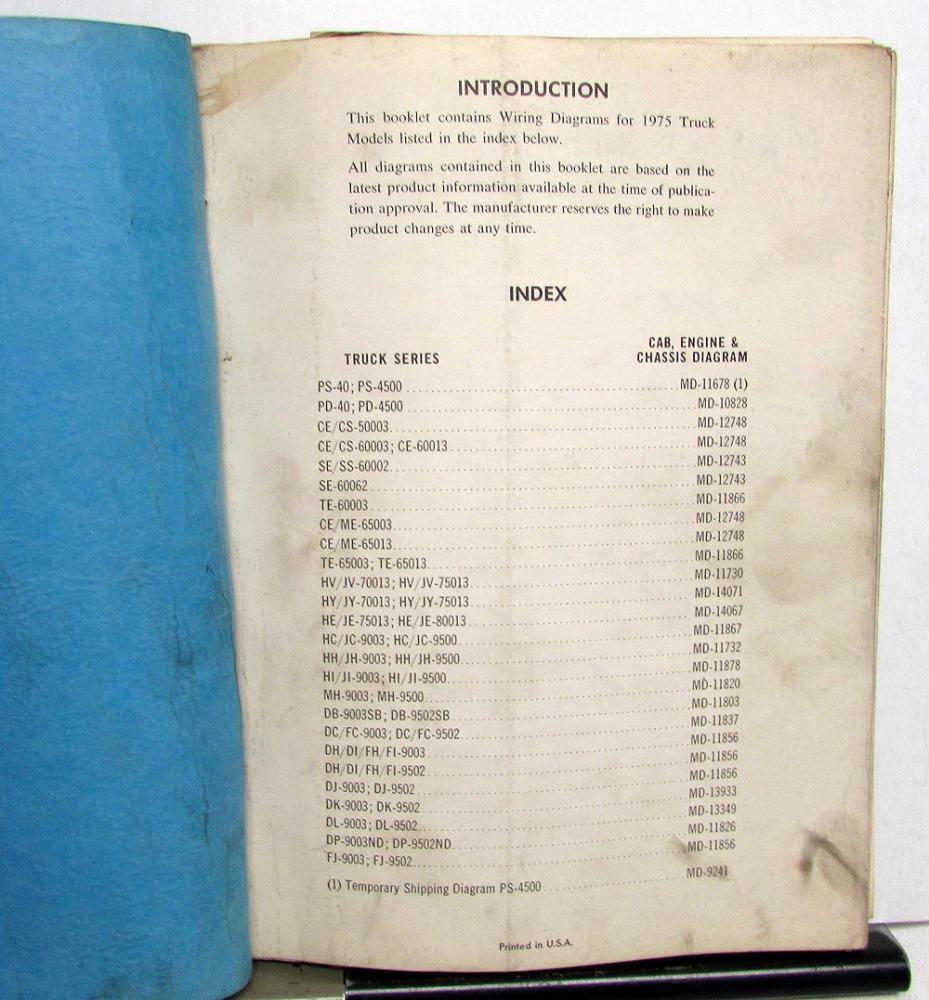 INTRODUCTION
This booklet contains Wiring Diagrams for 1975 Truck
Models listed in the index below.
All diagrams contained in this booklet are based on the
latest product information available at the time of publica-
tion approval. The manufacturer reserves the right to make
product changes at any time.
INDEX
TRUCK SERIES
CAB, ENGINE &
CHASSIS DIAGRAM
PS-40; PS-4500 MD-11678 (1)
PD-40; PD-4500 MD-10828
CE/CS-50003 MD-12748
CE/CS-60003; CE-60013 MD-12748
SE/SS-60002 MD-12743
SE-60062 MD-12743
TE-60003 MD-11866
CE/ME-65003 MD-12748
CE/ME-65013 MD-12748
TE-65003; TE-65013 MD-11866
HV/JV-70013; HV/JV-75013 MD-11730
HY/JY-70013; HY/JY-75013 MD-14071
HE/JE-75013; HE/JE-80013 MD-14067
HC/JC-9003; HC/JC-9500 MD-11867
HH/JH-9003; HH/JH-9500 MD-11732
HI/JI-9003; HI/JI-9500 MD-11878
MH-9003; MH-9500 MD-11820
DB-9003SB; DB-9502SB MD-11803
DC/FC-9003; DC/FC-9502 MD-11837
DH/DI/FH/FI-9003 MD-11856
DH/DI/FH/FI-9502 MD-11856
DJ-9003; DJ-9502 MD-11856
DK-9003; DK-9502 MD-13933
DL-9003; DL-9502 MD-13349
DP-9003ND; DP-9502ND MD-11826
FJ-9003; FJ-9502 MD-11856
(1) Temporary Shipping Diagram PS-4500 MD-9241
Printed in U.S.A.